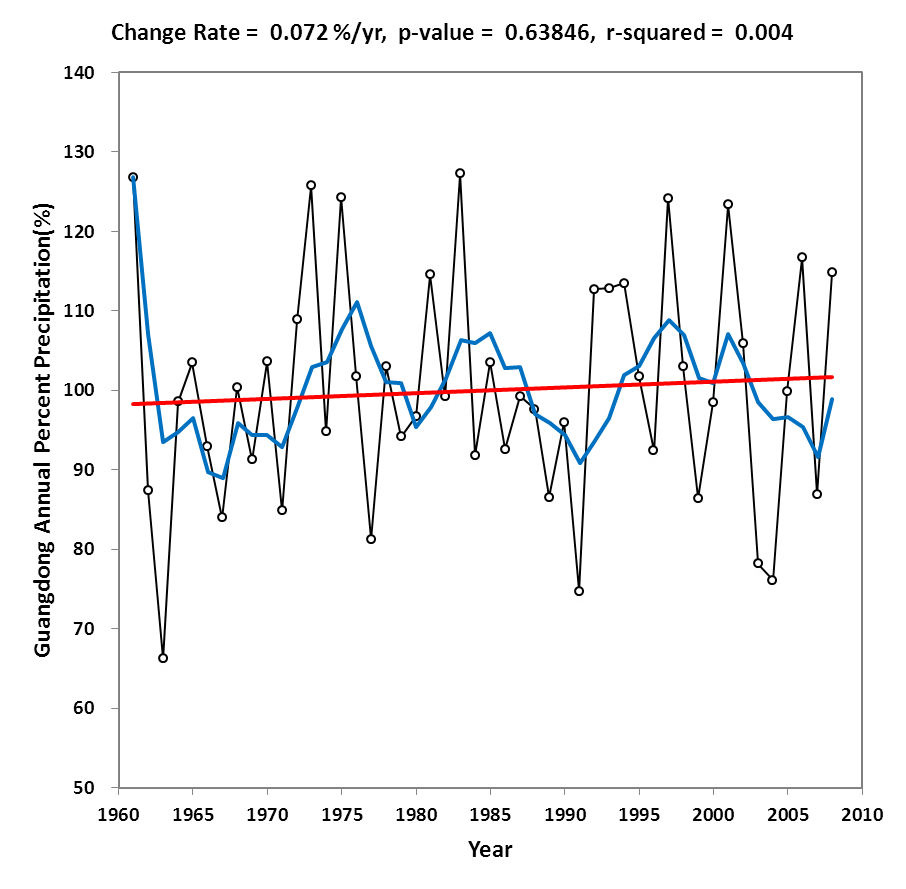 Change Rate = 0.072 %/yr, p-value = 0.63846, r-squared = 0.004
Guangdong Annual Percent Precipitation(%)
140
130
120
110
100
90
80
70
60
50
1960 1965 1970 1975 1980 1985 1990 1995 2000 2005 2010
Year